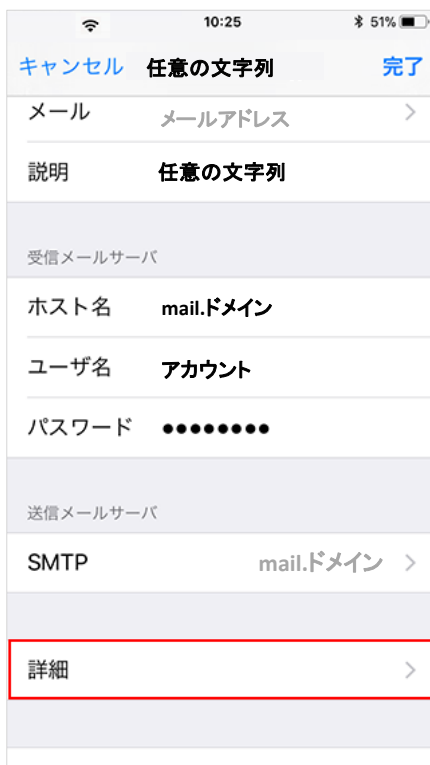 10:25 51%
キャンセル 任意の文字列 完了
メール メールアドレス
説明 任意の文字列
受信メールサーバ
ホスト名 mail.ドメイン
ユーザ名 アカウント
パスワード ●●●●●●●●
送信メールサーバ
SMTP mail.ドメイン
詳細